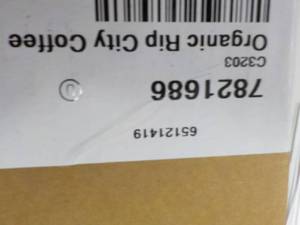 65121419
7821686
U
C3203
Organic Rip City Coffee